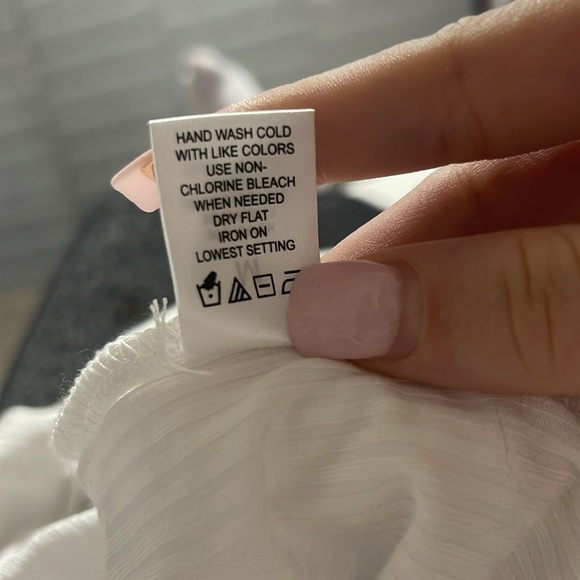 HAND WASH COLD
WITH LIKE COLORS
USE NON-
CHLORINE BLEACH
WHEN NEEDED
DRY FLAT
IRON ON
LOWEST SETTING